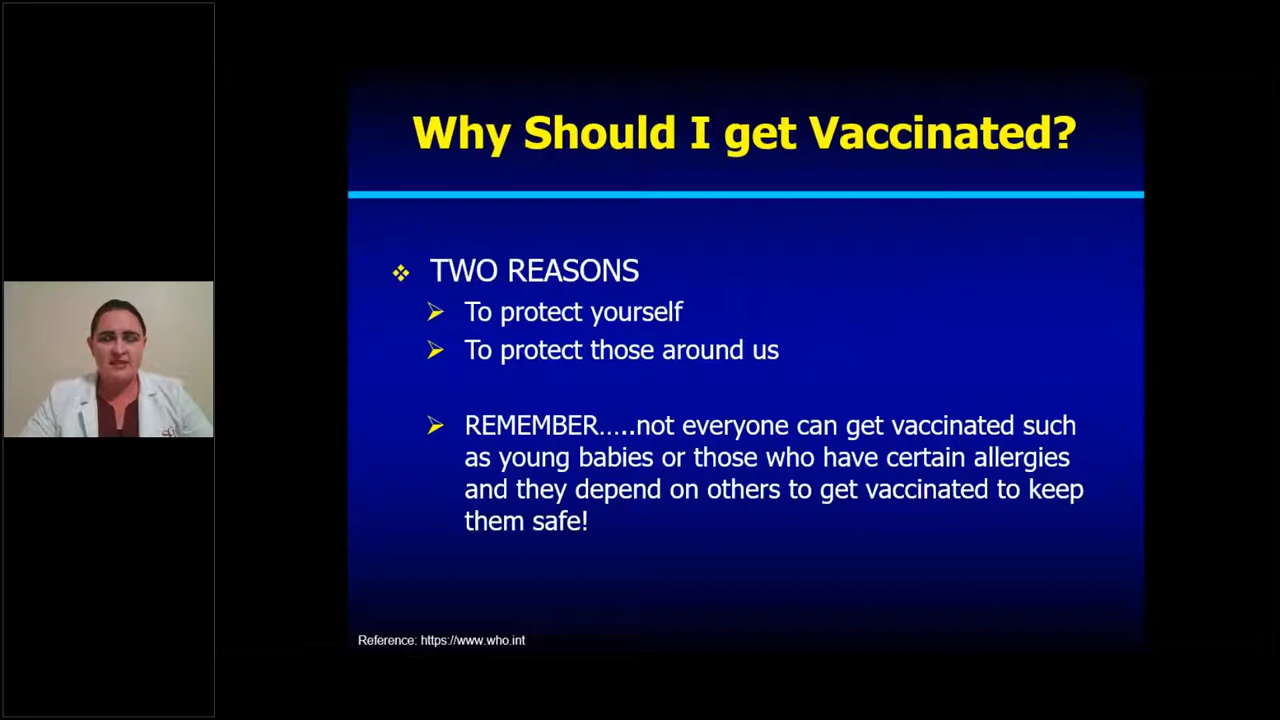 Why Should I get Vaccinated?
TWO REASONS
To protect yourself
To protect those around us
REMEMBER…..not everyone can get vaccinated such
as young babies or those who have certain allergies
and they depend on others to get vaccinated to keep
them safe!
Reference: https://www.who.int